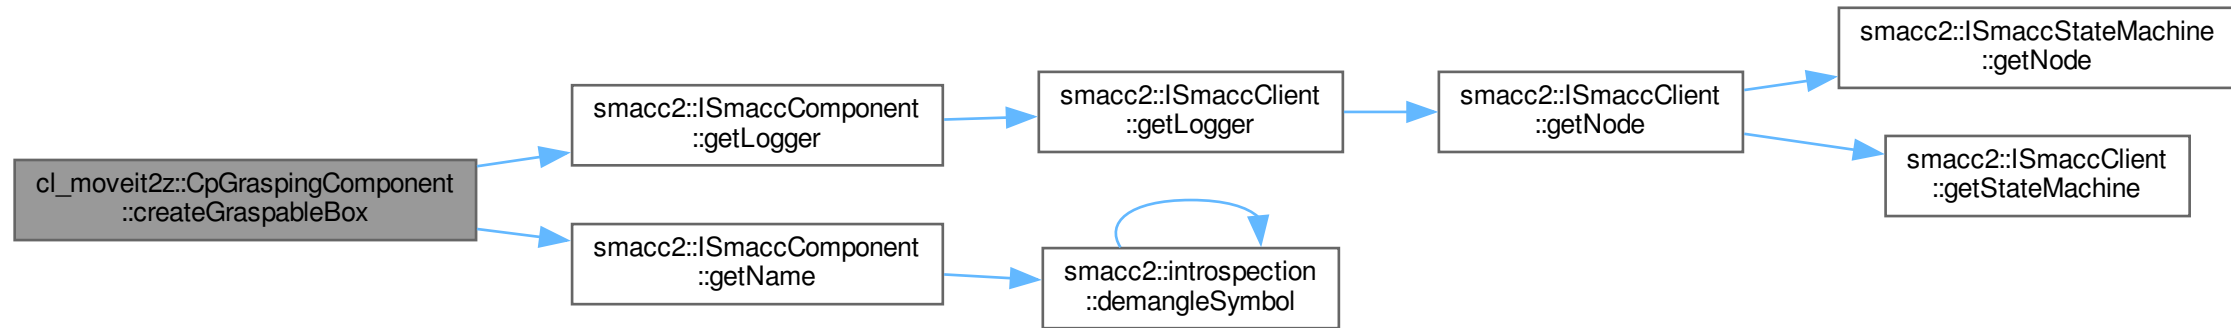 cl_moveit2z::CpGraspingComponent
::createGraspableBox
smacc2::ISmaccComponent
::getLogger
smacc2::ISmaccClient
::getLogger
smacc2::ISmaccClient
::getNode
smacc2::ISmaccStateMachine
::getNode
smacc2::ISmaccClient
::getStateMachine
smacc2::ISmaccComponent
::getName
smacc2::introspection
::demangleSymbol